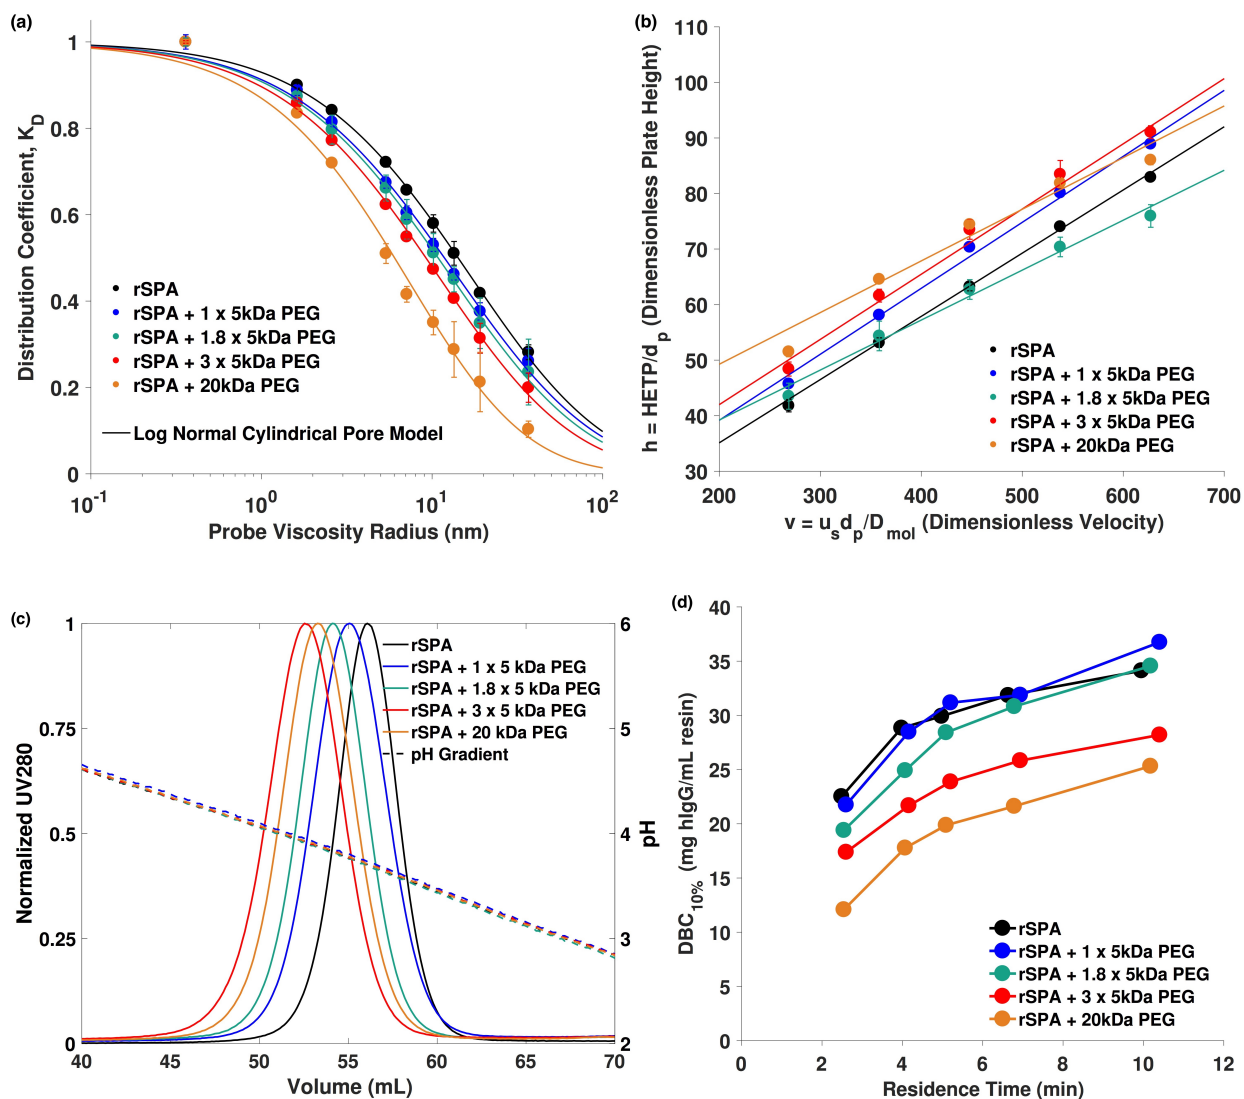 (a)
1
0.8
0.6
0.4
0.2
0
Distribution Coefficient, K_D
rSPA
rSPA + 1 x 5kDa PEG
rSPA + 1.8 x 5kDa PEG
rSPA + 3 x 5kDa PEG
rSPA + 20kDa PEG
Log Normal Cylindrical Pore Model
10^-1
10^0
10^1
10^2
Probe Viscosity Radius (nm)
(b)
110
100
90
80
70
60
50
40
30
h = HETP/d_p (Dimensionless Plate Height)
rSPA
rSPA + 1 x 5kDa PEG
rSPA + 1.8 x 5kDa PEG
rSPA + 3 x 5kDa PEG
rSPA + 20kDa PEG
200 300 400 500 600 700
v = u_s d_p/D_mol (Dimensionless Velocity)
(c)
1
0.75
0.5
0.25
0
Normalized UV280
rSPA
rSPA + 1 x 5 kDa PEG
rSPA + 1.8 x 5 kDa PEG
rSPA + 3 x 5 kDa PEG
rSPA + 20 kDa PEG
pH Gradient
6
5
4
3
2
pH
40 45 50 55 60 65 70
Volume (mL)
(d)
40
35
30
25
20
15
10
5
0
DBC_10% (mg hIgG/mL resin)
rSPA
rSPA + 1 x 5kDa PEG
rSPA + 1.8 x 5kDa PEG
rSPA + 3 x 5kDa PEG
rSPA + 20kDa PEG
0 2 4 6 8 10 12
Residence Time (min)